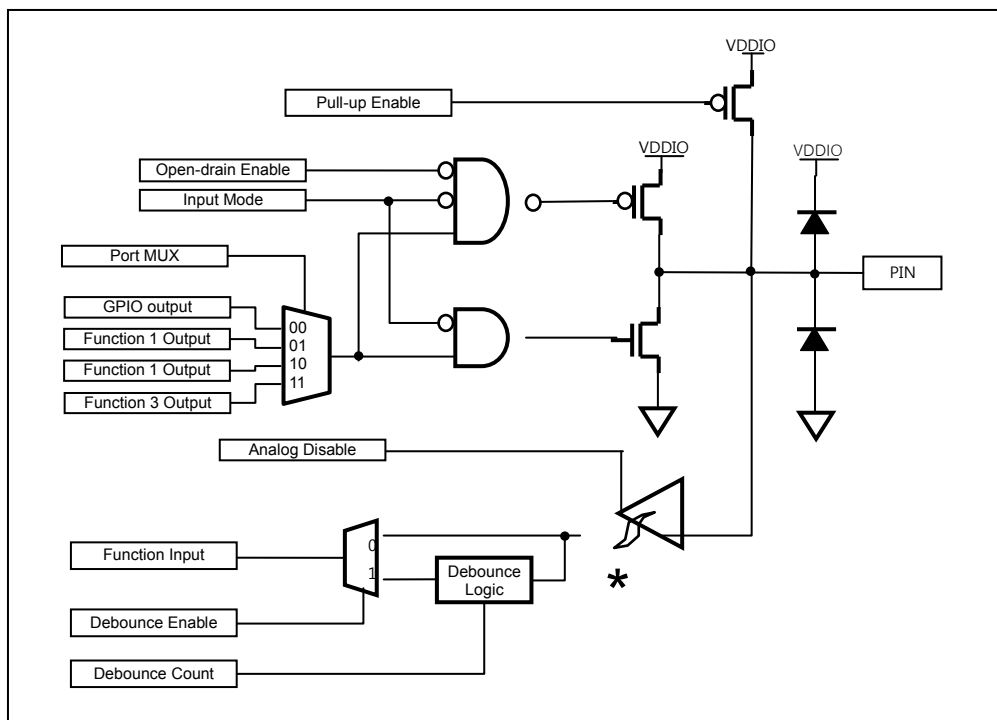 VDDIO
Pull-up Enable
VDDIO
VDDIO
Open-drain Enable
Input Mode
Port MUX
PIN
GPIO output
00
Function 1 Output
01
Function 1 Output
10
Function 3 Output
11
Analog Disable
Function Input
0
1
Debounce
Logic
*
Debounce Enable
Debounce Count